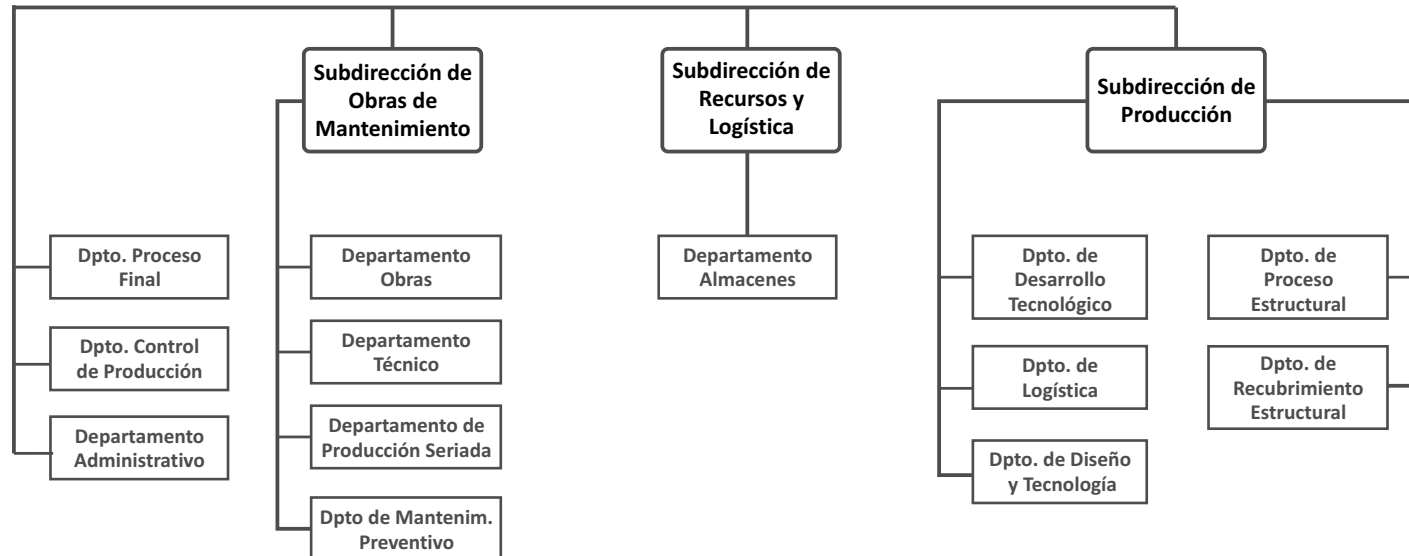 Subdirección de
Obras de
Mantenimiento
Subdirección de
Recursos y
Logística
Subdirección de
Producción
Dpto. Proceso
Final
Dpto. Control
de Producción
Departamento
Administrativo
Departamento
Obras
Departamento
Técnico
Departamento de
Producción Seriada
Dpto de Mantenim.
Preventivo
Departamento
Almacenes
Dpto. de
Desarrollo
Tecnológico
Dpto. de
Logística
Dpto. de Diseño
y Tecnología
Dpto. de
Proceso
Estructural
Dpto. de
Recubrimiento
Estructural